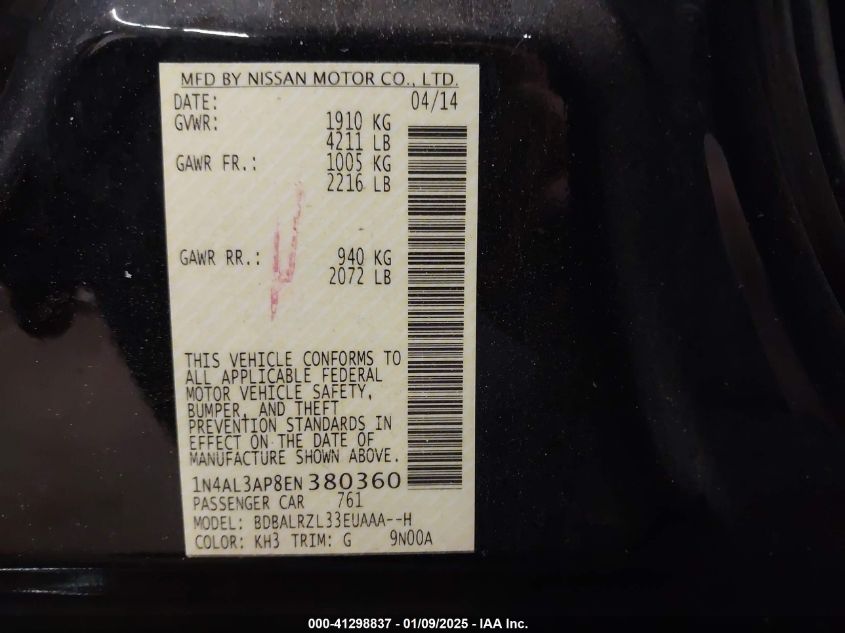 MFD BY NISSAN MOTOR CO., LTD.
DATE: 04/14
GVWR: 1910 KG
4211 LB
GAWR FR.: 1005 KG
2216 LB
GAWR RR.: 940 KG
2072 LB
THIS VEHICLE CONFORMS TO
ALL APPLICABLE FEDERAL
MOTOR VEHICLE SAFETY,
BUMPER, AND THEFT
PREVENTION STANDARDS IN
EFFECT ON THE DATE OF
MANUFACTURE SHOWN ABOVE.
1N4AL3AP8EN380360
PASSENGER CAR 761
MODEL: BDBALRZL33EUAAA--H
COLOR: KH3 TRIM: G 9N00A
000-41298837 - 01/09/2025 - IAA Inc.